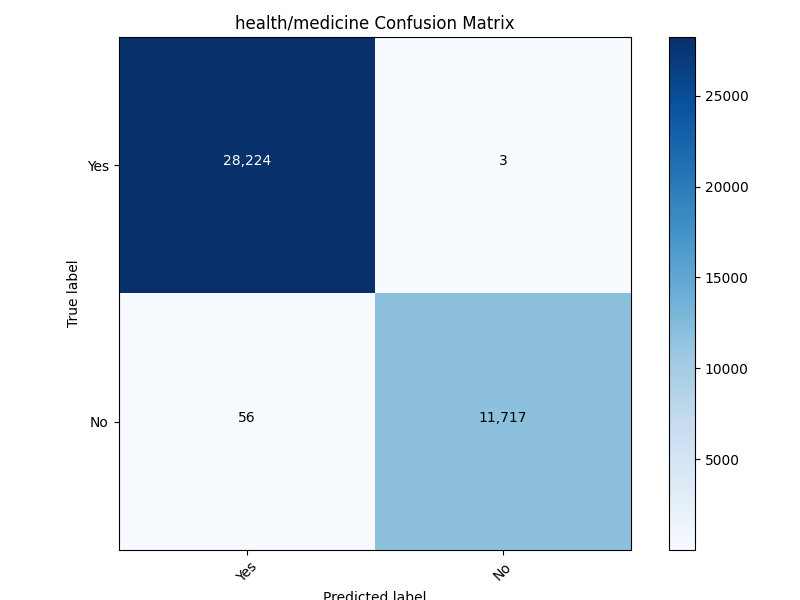 health/medicine Confusion Matrix
Yes
28,224
3
No
56
11,717
True label
Yes
No
Predicted label
25000
20000
15000
10000
5000